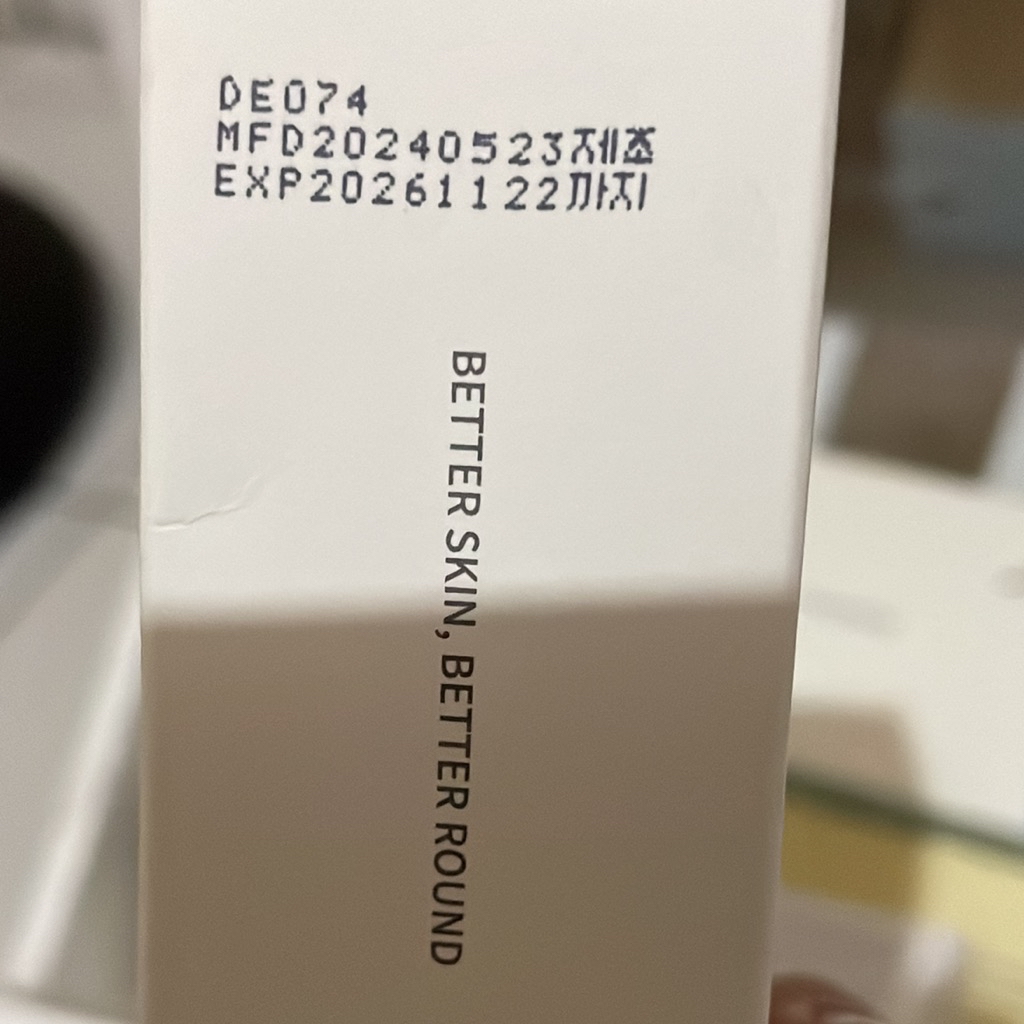 DE074
MFD20240523제조
EXP20261122까지
BETTER SKIN, BETTER ROUND